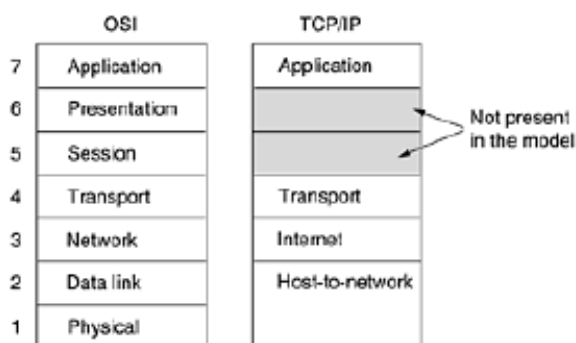 OSI TCP/IP
7 Application Application
6 Presentation
5 Session
Not present
in the model
4 Transport Transport
3 Network Internet
2 Data link Host-to-network
1 Physical